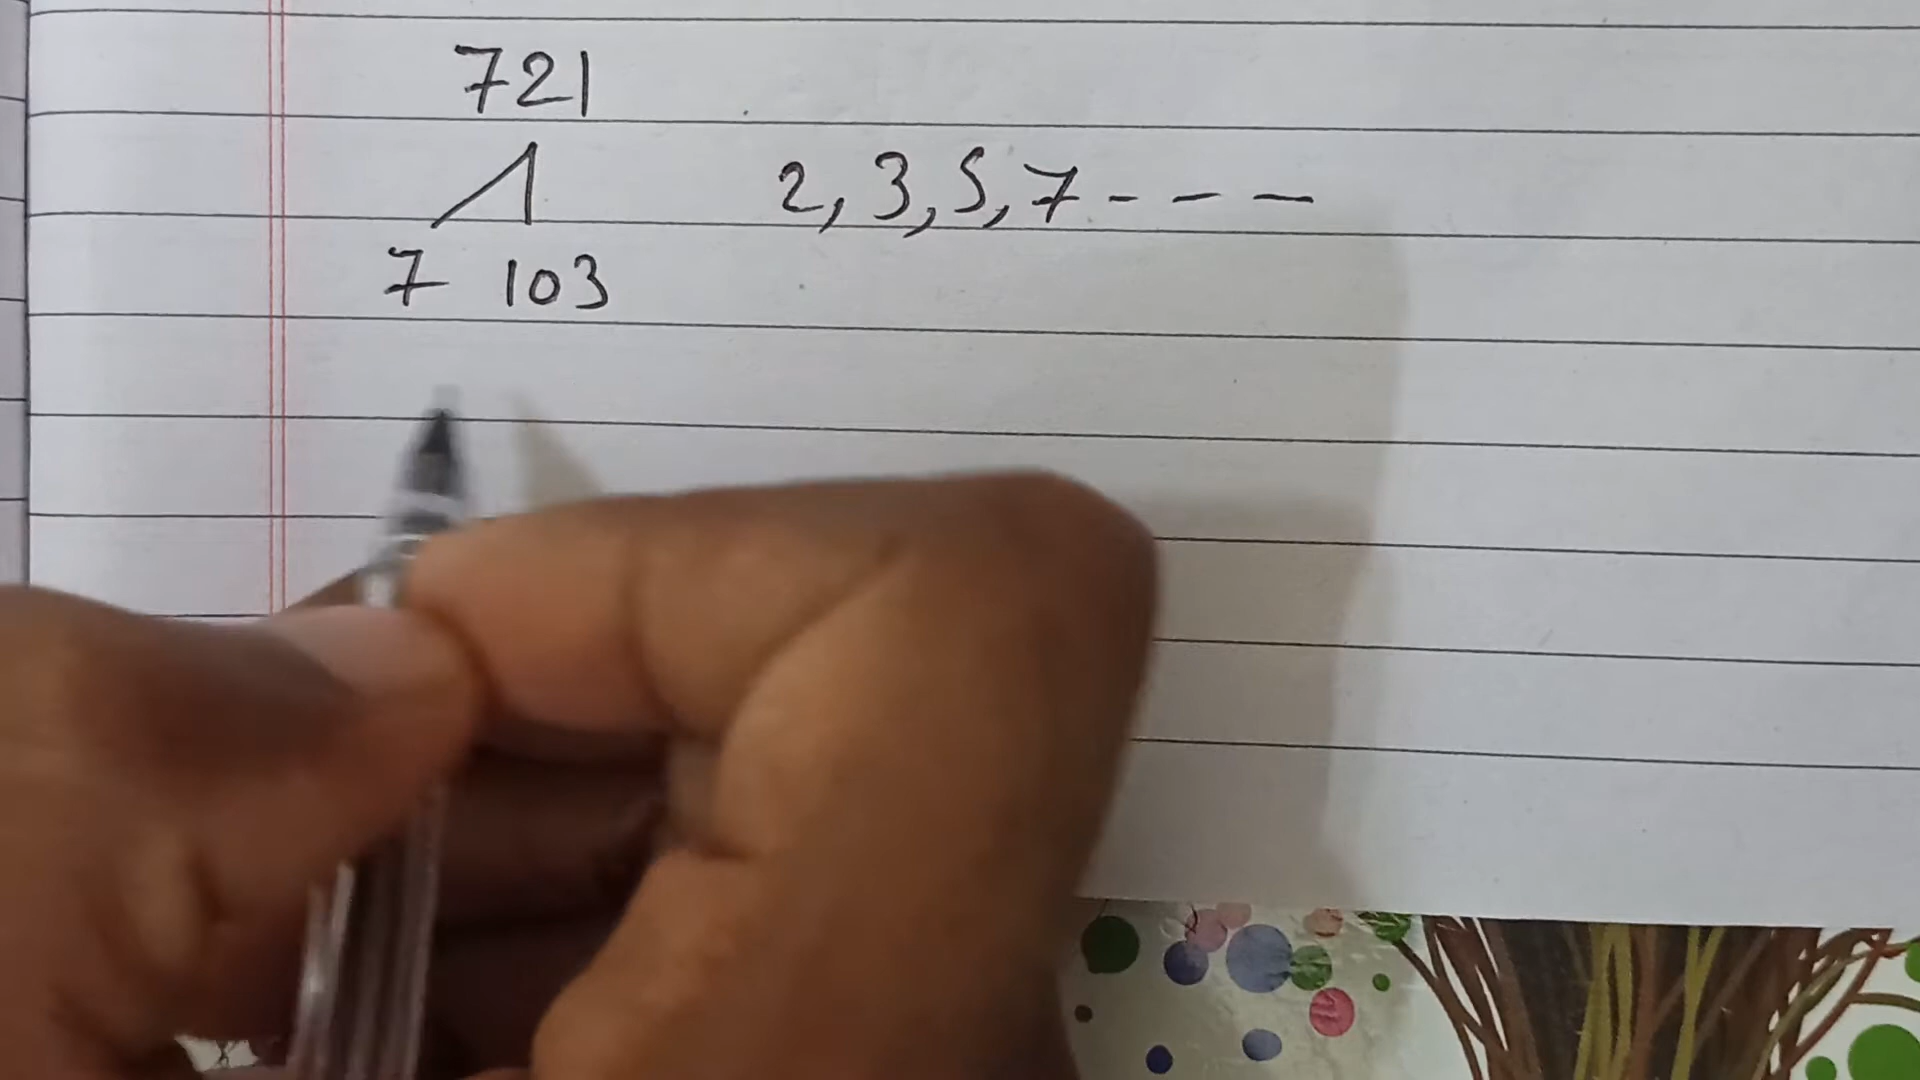 721
2, 3, 5, 7 - - -
7 103